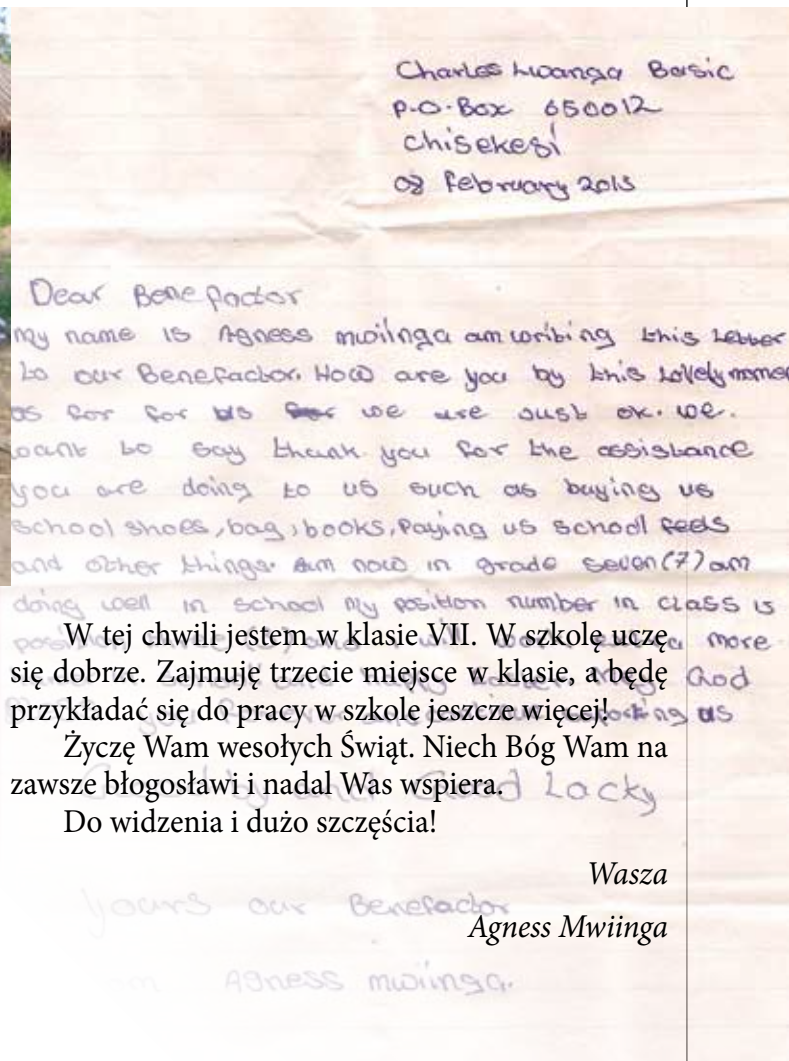 Charles Lwanga Basic
P.O.Box 650012
Chisekesi
08 February 2013
Dear Benefactor
My name is Agness mwiinga am writing this Letter
to our Benefactor. How are you by this Lovely
as for for us we are Just ok. we.
want to say thank you for the assistance
you are doing to us such as buying us
school shoes, bag, books, Paying us school feels
and other things. Am now in grade seven (7) am
doing well in school my position number in class is
W tej chwili jestem w klasie VII. W szkolę uczę
more
się dobrze. Zajmuję trzecie miejsce w klasie, a będę
God
przykładać się do pracy w szkole jeszcze więcej!
us
Życzę Wam wesołych Świąt. Niech Bóg Wam na
zawsze błogosławi i nadal Was wspiera.
Good Lacky
Do widzenia i dużo szczęścia!
Wasza
yours our Benefactor
Agness Mwiinga
Agness mwiinga.